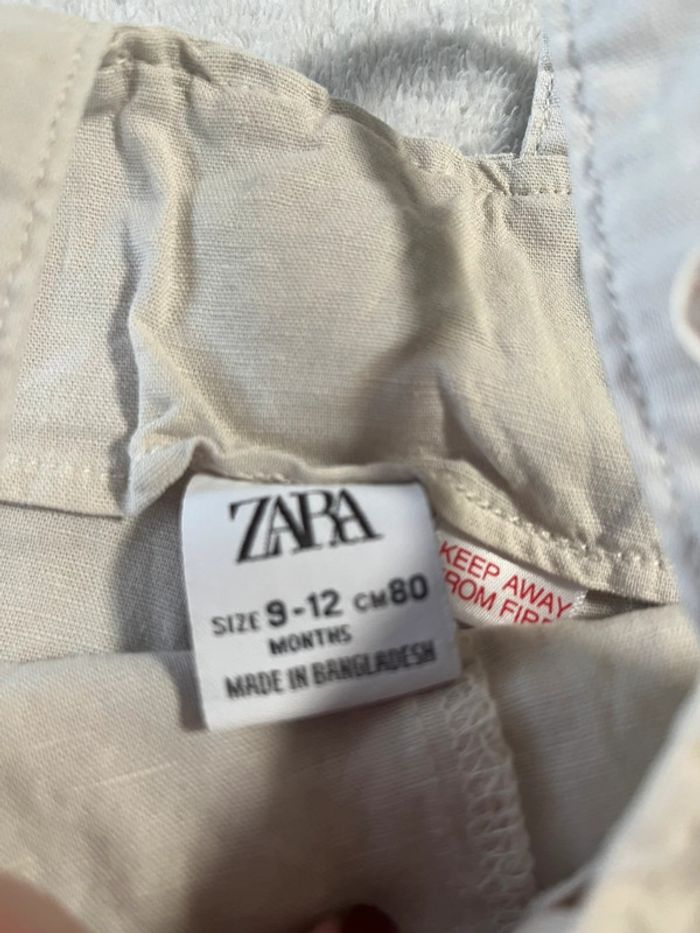 ZARA
SIZE 9-12 CM 80
MONTHS
MADE IN BANGLADESH
KEEP AWAY
FROM FIRE